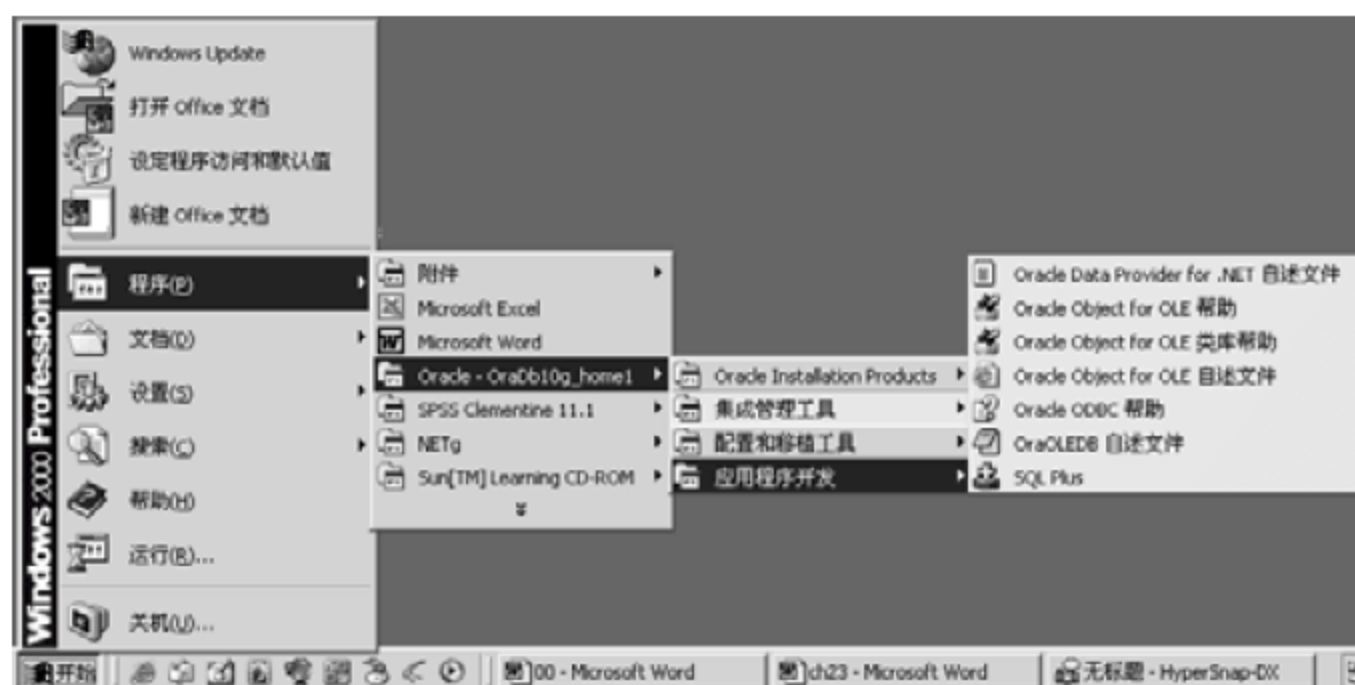 Windows 2000 Professional
Windows Update
打开 Office 文档
设定程序访问和默认值
新建 Office 文档
程序(P)
文档(D)
设置(S)
搜索(C)
帮助(H)
运行(R)...
关机(U)...
附件
Microsoft Excel
Microsoft Word
Oracle - OraDb10g_home1
SPSS Clementine 11.1
NETg
Sun[TM] Learning CD-ROM
Oracle Installation Products
集成管理工具
配置和移植工具
应用程序开发
Oracle Data Provider for .NET 自述文件
Oracle Object for OLE 帮助
Oracle Object for OLE 类库帮助
Oracle Object for OLE 自述文件
Oracle ODBC 帮助
OraOLEDB 自述文件
SQL Plus
开始
00 - Microsoft Word
ch23 - Microsoft Word
无标题 - HyperSnap-DX